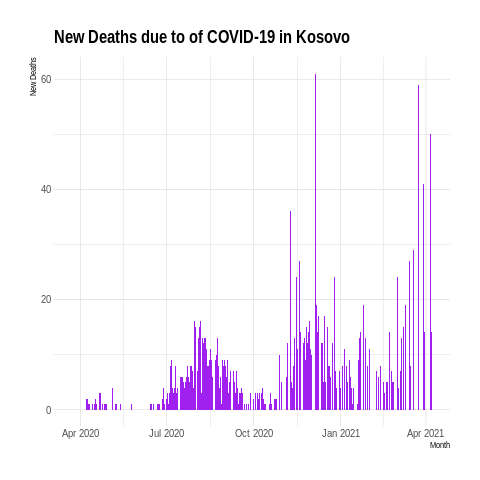 New Deaths due to of COVID-19 in Kosovo
New Deaths
60
40
20
0
Apr 2020 Jul 2020 Oct 2020 Jan 2021 Apr 2021
Month